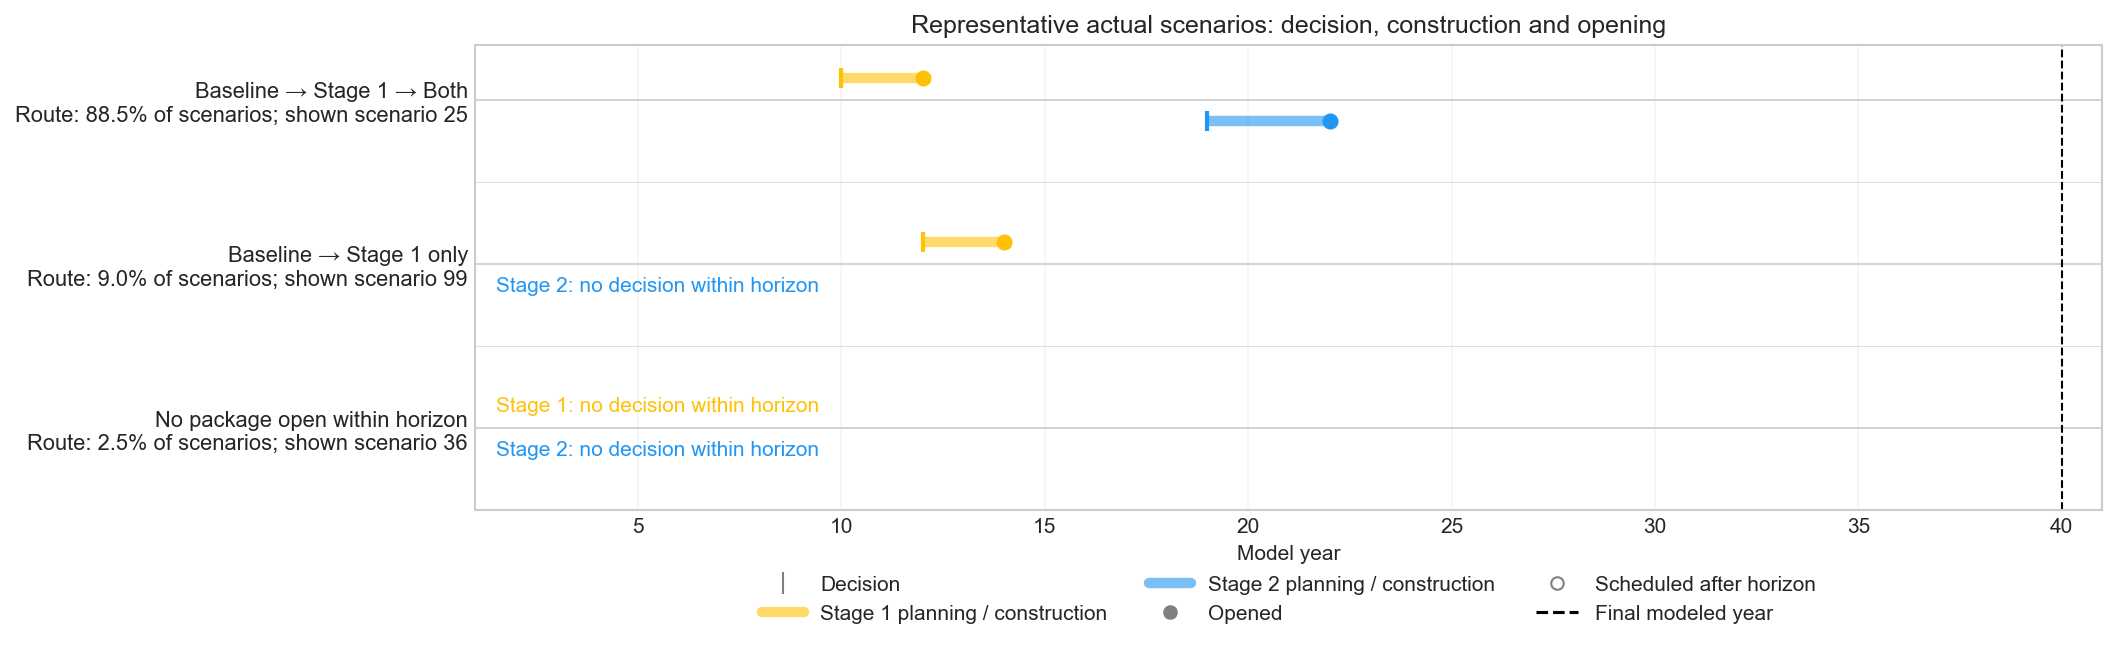 Representative actual scenarios: decision, construction and opening
Baseline → Stage 1 → Both
Route: 88.5% of scenarios; shown scenario 25
Baseline → Stage 1 only
Route: 9.0% of scenarios; shown scenario 99
Stage 2: no decision within horizon
Stage 1: no decision within horizon
No package open within horizon
Route: 2.5% of scenarios; shown scenario 36
Stage 2: no decision within horizon
5 10 15 20 25 30 35 40
Model year
Decision
Stage 1 planning / construction
Stage 2 planning / construction
Opened
Scheduled after horizon
Final modeled year